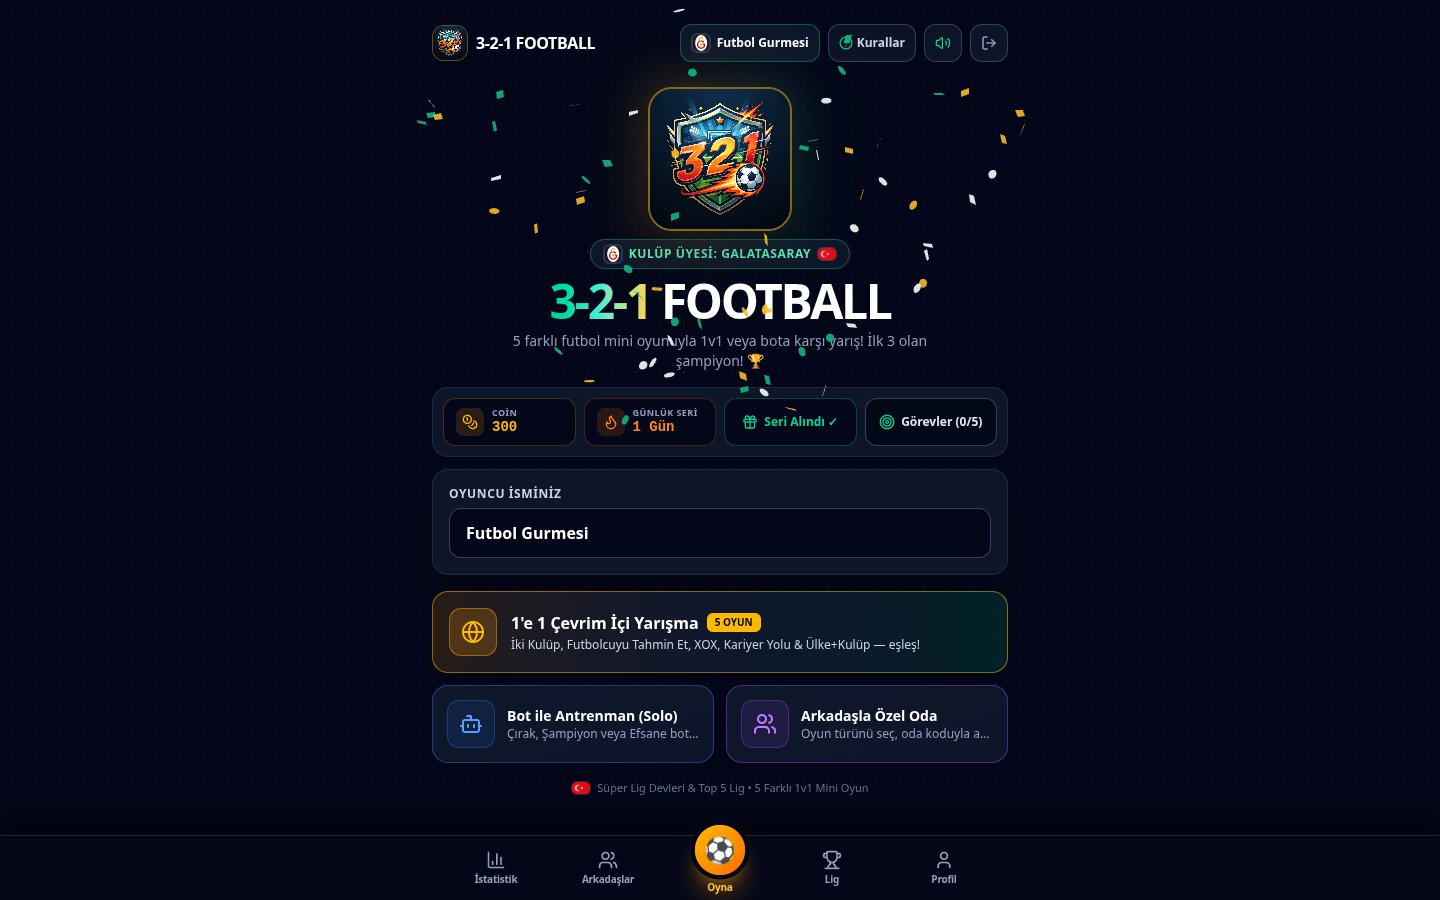 3-2-1 FOOTBALL
Futbol Gurmesi
Kurallar
321
KULÜP ÜYESİ: GALATASARAY
3-2-1 FOOTBALL
5 farklı futbol mini oyunuyla 1v1 veya bota karşı yarış! İlk 3 olan
şampiyon! 🏆
COİN
300
GÜNLÜK SERİ
1 Gün
Seri Alındı ✓
Görevler (0/5)
OYUNCU İSMİNİZ
Futbol Gurmesi
1'e 1 Çevrim İçi Yarışma
5 OYUN
İki Kulüp, Futbolcuyu Tahmin Et, XOX, Kariyer Yolu & Ülke+Kulüp — eşleş!
Bot ile Antrenman (Solo)
Çırak, Şampiyon veya Efsane bot...
Arkadaşla Özel Oda
Oyun türünü seç, oda koduyla a...
Süper Lig Devleri & Top 5 Lig • 5 Farklı 1v1 Mini Oyun
İstatistik
Arkadaşlar
Oyna
Lig
Profil